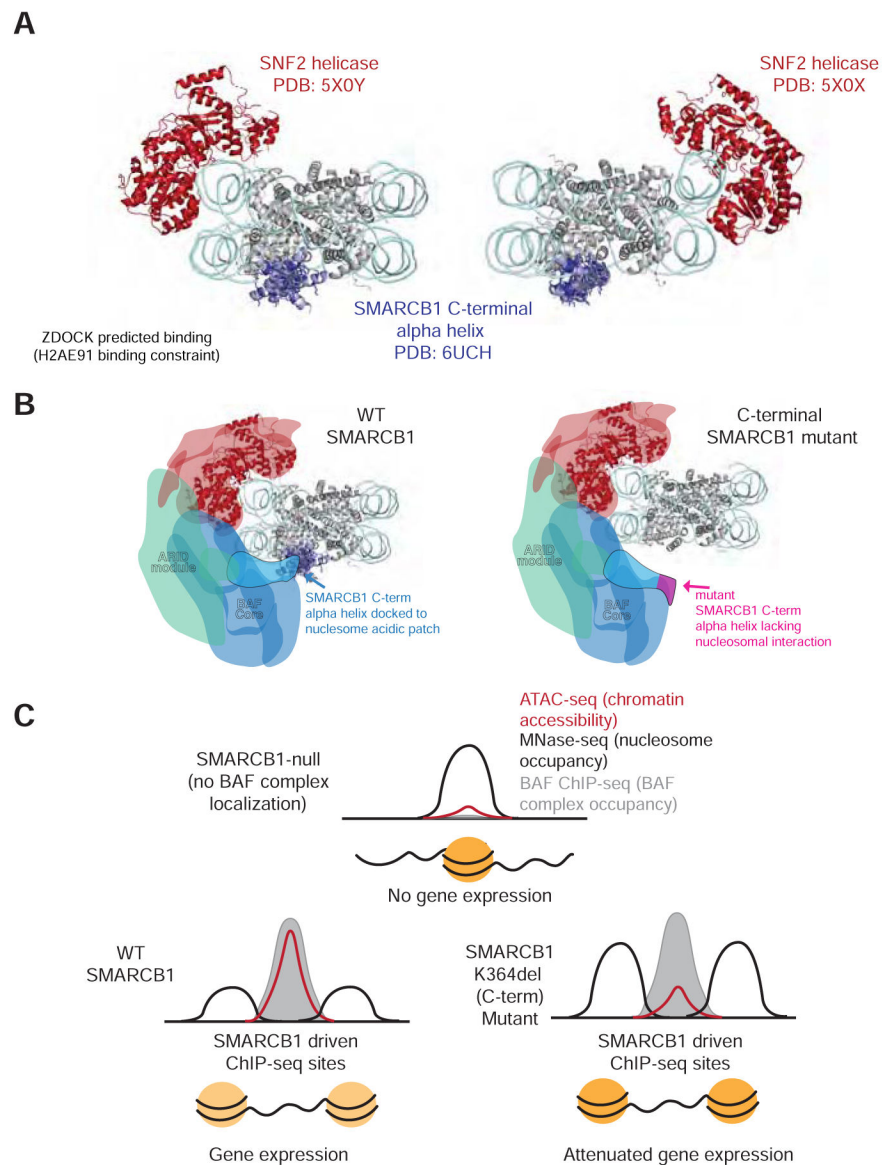 A
SNF2 helicase
PDB: 5X0Y
SNF2 helicase
PDB: 5X0X
SMARCB1 C-terminal
alpha helix
PDB: 6UCH
ZDOCK predicted binding
(H2AE91 binding constraint)
B
WT
SMARCB1
ARID
module
BAF
Core
SMARCB1 C-term
alpha helix docked to
nuclesome acidic patch
C-terminal
SMARCB1 mutant
ARID
module
BAF
Core
mutant
SMARCB1 C-term
alpha helix lacking
nucleosomal interaction
C
SMARCB1-null
(no BAF complex
localization)
ATAC-seq (chromatin
accessibility)
MNase-seq (nucleosome
occupancy)
BAF ChIP-seq (BAF
complex occupancy)
No gene expression
WT
SMARCB1
SMARCB1 driven
ChIP-seq sites
Gene expression
SMARCB1
K364del
(C-term)
Mutant
SMARCB1 driven
ChIP-seq sites
Attenuated gene expression